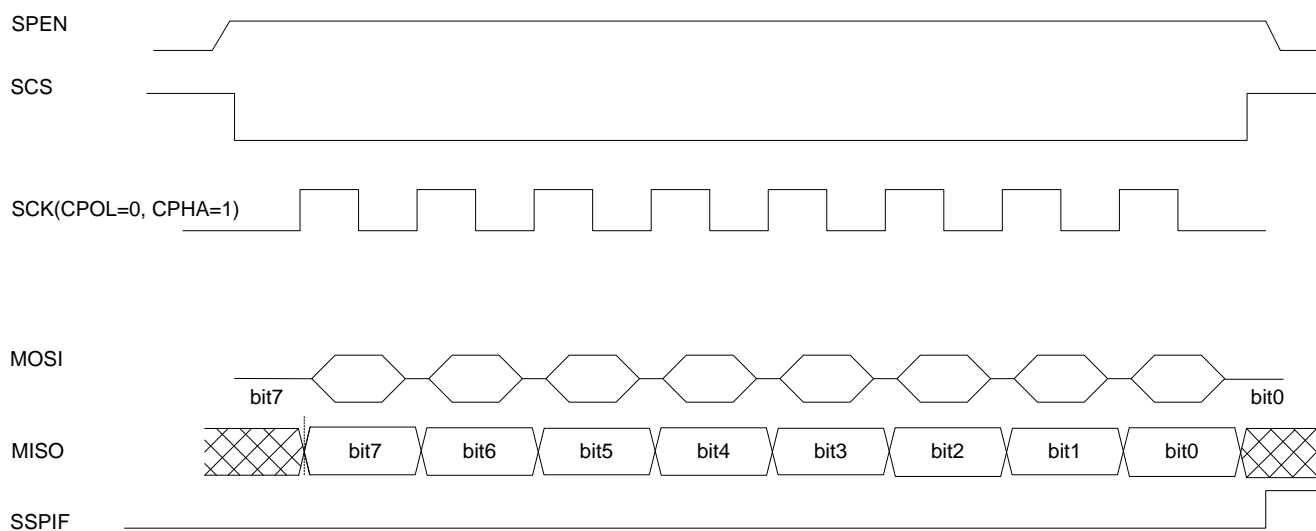 SPEN
SCS
SCK(CPOL=0, CPHA=1)
MOSI
bit7 bit0
MISO bit7 bit6 bit5 bit4 bit3 bit2 bit1 bit0
SSPIF